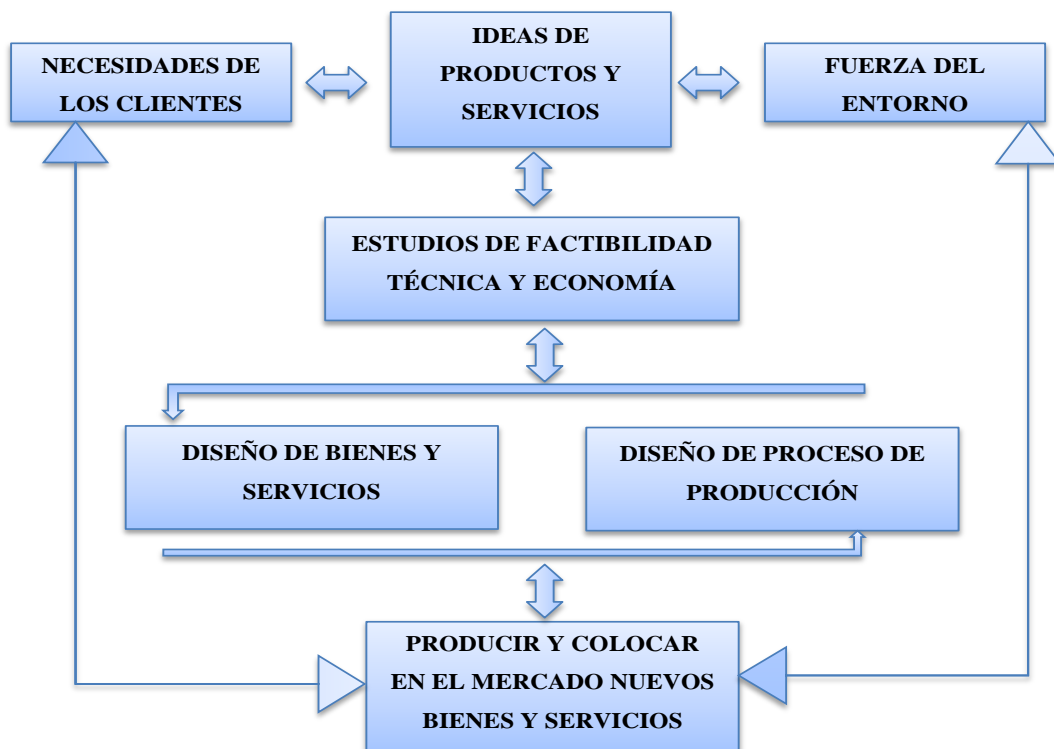 NECESIDADES DE
LOS CLIENTES
IDEAS DE
PRODUCTOS Y
SERVICIOS
FUERZA DEL
ENTORNO
ESTUDIOS DE FACTIBILIDAD
TÉCNICA Y ECONOMÍA
DISEÑO DE BIENES Y
SERVICIOS
DISEÑO DE PROCESO DE
PRODUCCIÓN
PRODUCIR Y COLOCAR
EN EL MERCADO NUEVOS
BIENES Y SERVICIOS